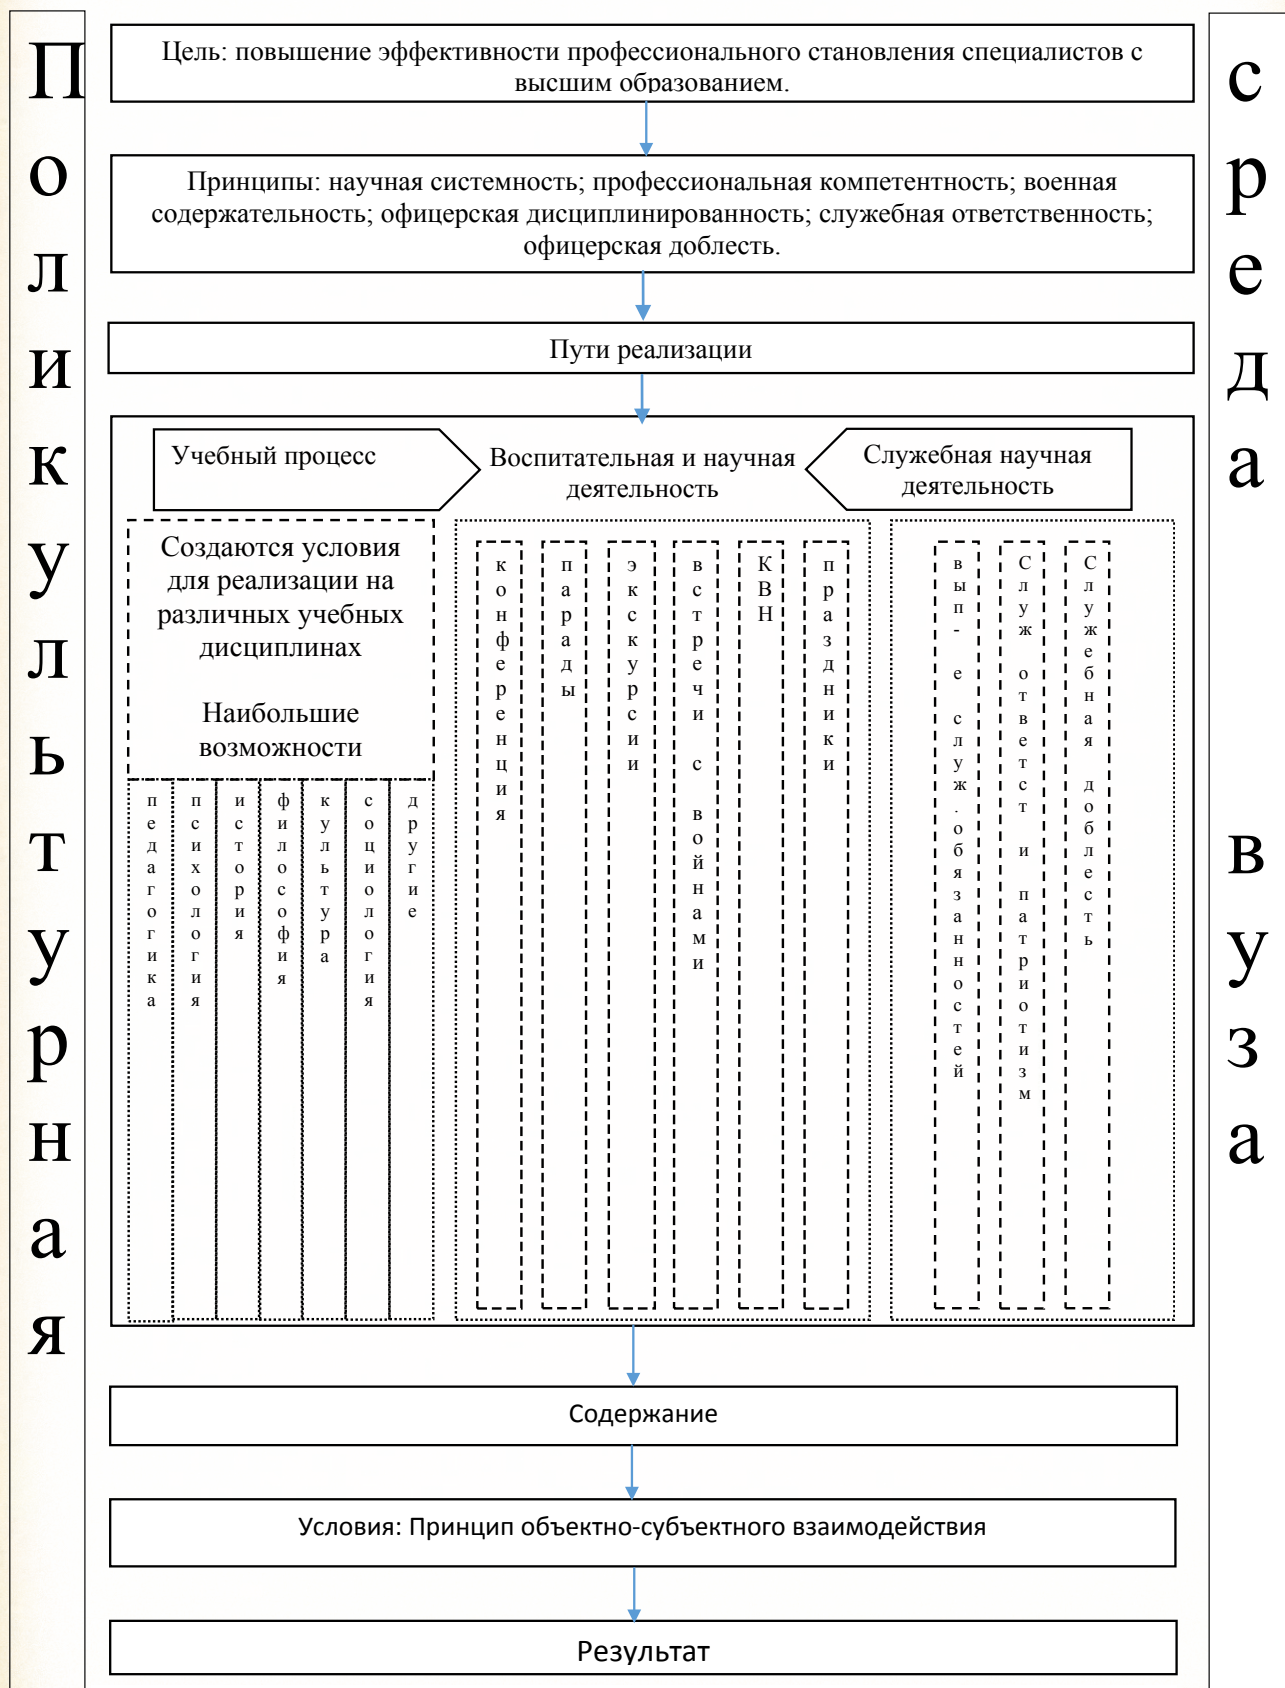 Поликультурная
Цель: повышение эффективности профессионального становления специалистов с
высшим образованием.
Принципы: научная системность; профессиональная компетентность; военная
содержательность; офицерская дисциплинированность; служебная ответственность;
офицерская доблесть.
Пути реализации
Учебный процесс
Воспитательная и научная
деятельность
Служебная научная
деятельность
Создаются условия
для реализации на
различных учебных
дисциплинах
Наибольшие
возможности
педагогика
психология
история
философия
культура
социология
другие
конференция
парады
экскурсии
встречи с войнами
КВН
праздники
вып-е служ.обязанностей
Служ ответст и патриотизм
Служебная доблесть
Содержание
Условия: Принцип объектно-субъектного взаимодействия
Результат
среда вуза